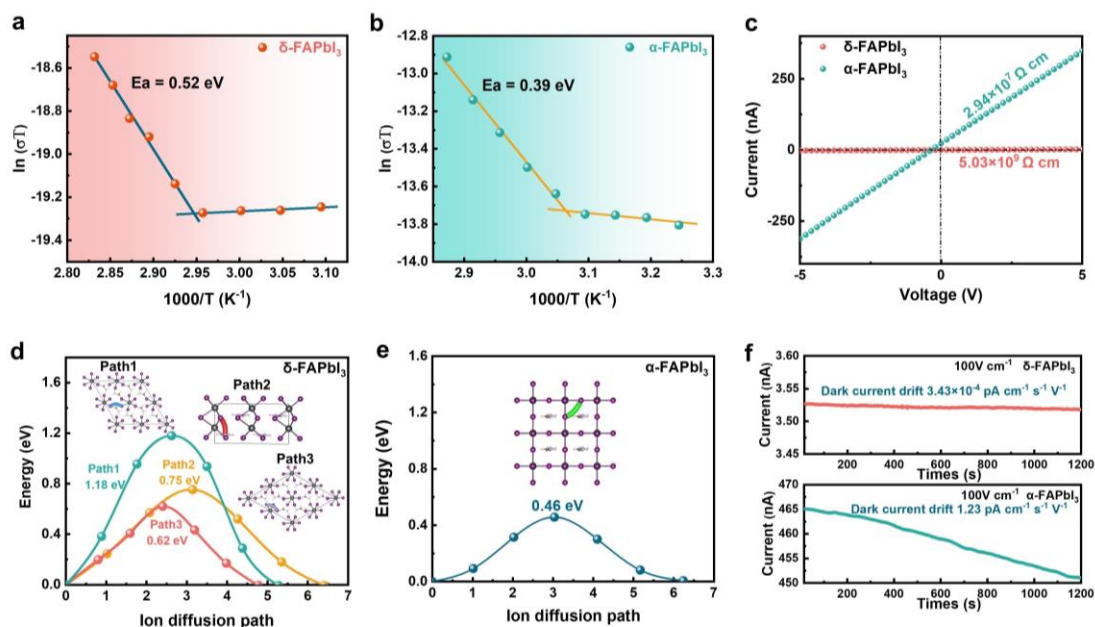 a
δ-FAPbI₃
Ea = 0.52 eV
ln (σT)
-18.6
-18.8
-19.0
-19.2
-19.4
2.80 2.85 2.90 2.95 3.00 3.05 3.10
1000/T (K⁻¹)
b
α-FAPbI₃
Ea = 0.39 eV
ln (σT)
-12.8
-13.0
-13.2
-13.4
-13.6
-13.8
-14.0
2.9 3.0 3.1 3.2 3.3
1000/T (K⁻¹)
c
δ-FAPbI₃
α-FAPbI₃
2.94×10⁷ Ω cm
5.03×10⁹ Ω cm
Current (nA)
250
0
-250
-5 0 5
Voltage (V)
d
δ-FAPbI₃
Path1
Path2
Path3
Path1
1.18 eV
Path2
0.75 eV
Path3
0.62 eV
Energy (eV)
1.6
1.2
0.8
0.4
0.0
0 1 2 3 4 5 6 7
Ion diffusion path
e
α-FAPbI₃
0.46 eV
Energy (eV)
1.6
1.2
0.8
0.4
0.0
0 1 2 3 4 5 6 7
Ion diffusion path
f
100V cm⁻¹ δ-FAPbI₃
Dark current drift 3.43×10⁻⁴ pA cm⁻¹ s⁻¹ V⁻¹
Current (nA)
3.60
3.55
3.50
3.45
200 400 600 800 1000 1200
Times (s)
100V cm⁻¹ α-FAPbI₃
Dark current drift 1.23 pA cm⁻¹ s⁻¹ V⁻¹
Current (nA)
470
465
460
455
450
200 400 600 800 1000 1200
Times (s)